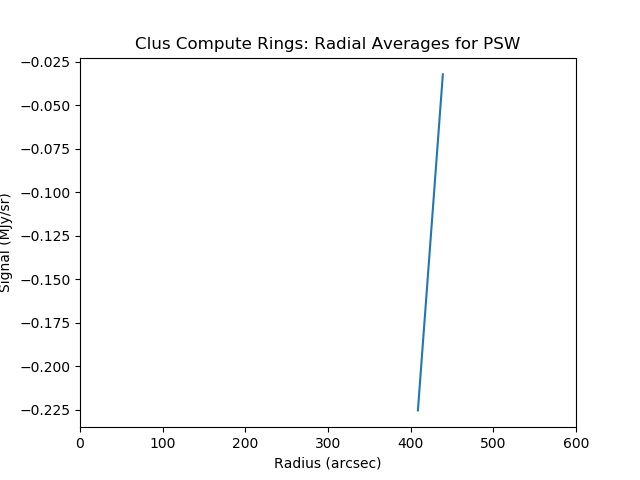 Clus Compute Rings: Radial Averages for PSW
Signal (MJy/sr)
−0.025
−0.050
−0.075
−0.100
−0.125
−0.150
−0.175
−0.200
−0.225
0 100 200 300 400 500 600
Radius (arcsec)